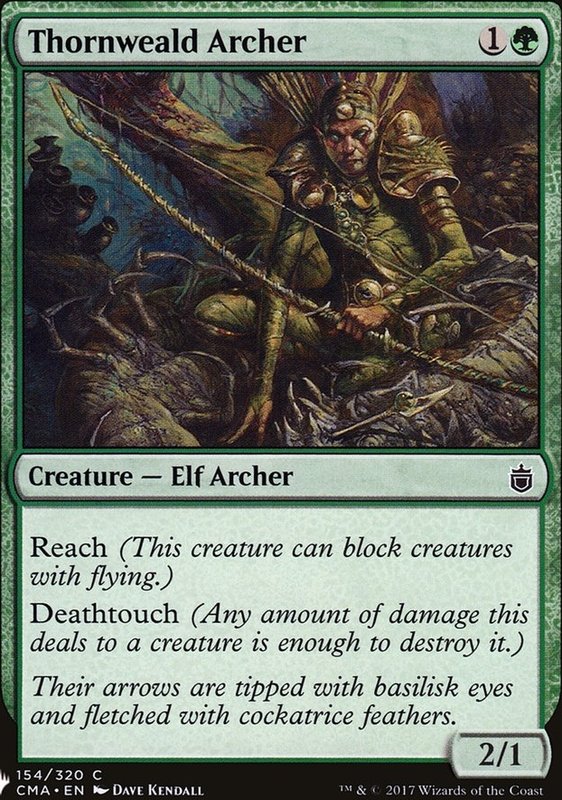 Thornweald Archer 1
Creature — Elf Archer
Reach (This creature can block creatures
with flying.)
Deathtouch (Any amount of damage this
deals to a creature is enough to destroy it.)
Their arrows are tipped with basilisk eyes
and fletched with cockatrice feathers.
2/1
154/320 C
CMA • EN Dave Kendall
™ & © 2017 Wizards of the Coast